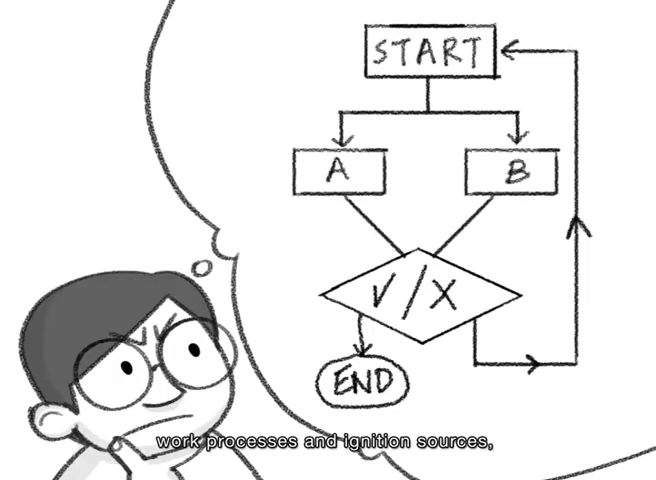 START
A
B
√/X
END
work processes and ignition sources,